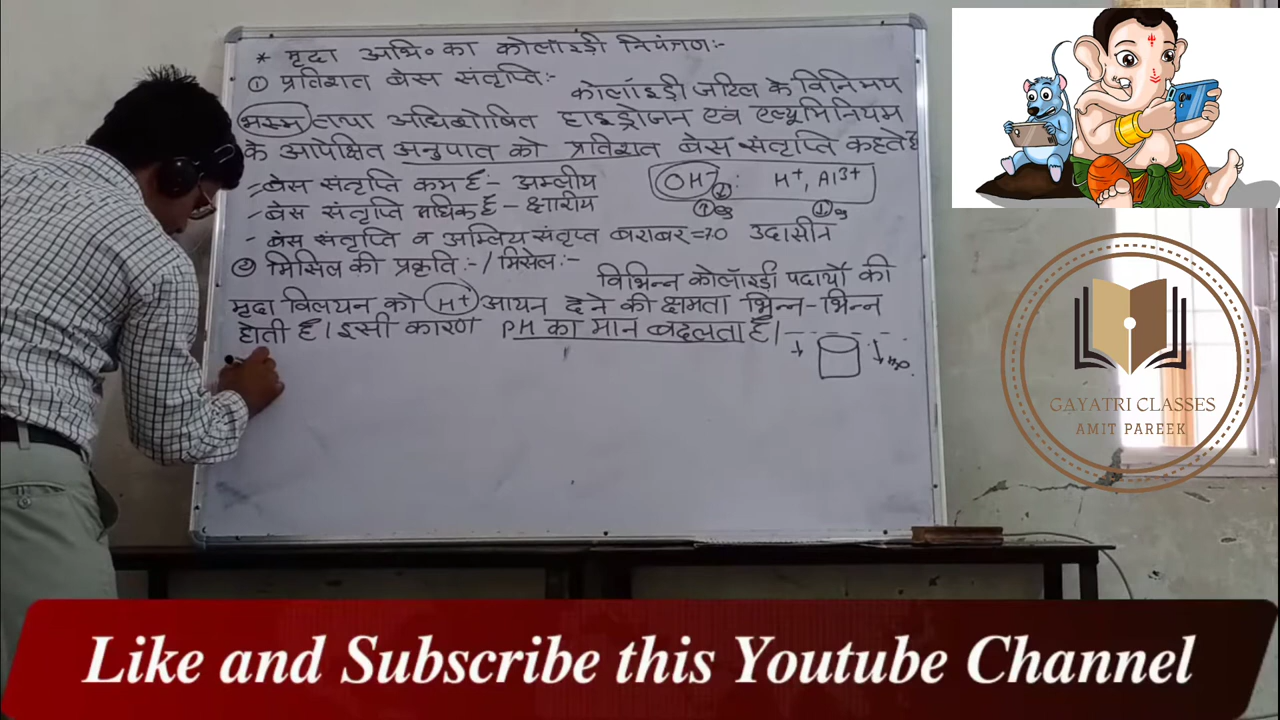 * मृदा अभि० का कोलॉइडी नियंत्रण:-
① प्रतिशत बेस संतृप्ति:- कोलॉइडी जटिल के विनिमय
भस्म तथा अधिशोषित हाइड्रोजन एवं एल्यूमिनियम
के आपेक्षित अनुपात को प्रतिशत बेस संतृप्ति कहते है
- बेस संतृप्ति कम है - अम्लीय OH⁻ : H⁺, Al³⁺
- बेस संतृप्ति अधिक है - क्षारीय
- बेस संतृप्ति व अम्लिय संतृप्त बराबर = 7.0 उदासीन
② मिसिल की प्रकृति:- / मिसेल:- विभिन्न कोलॉइडी पदार्थो की
मृदा विलयन को H+ आयन देने की क्षमता भिन्न-भिन्न
होती है। इसी कारण PH का मान बदलता है।
GAYATRI CLASSES
AMIT PAREEK
Like and Subscribe this Youtube Channel